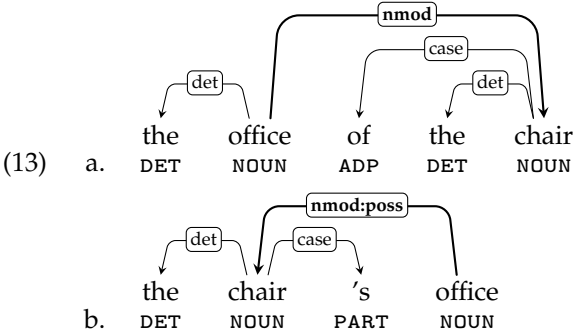 nmod
case
det det
the office of the chair
(13) a. DET NOUN ADP DET NOUN
nmod:poss
det case
the chair 's office
b. DET NOUN PART NOUN